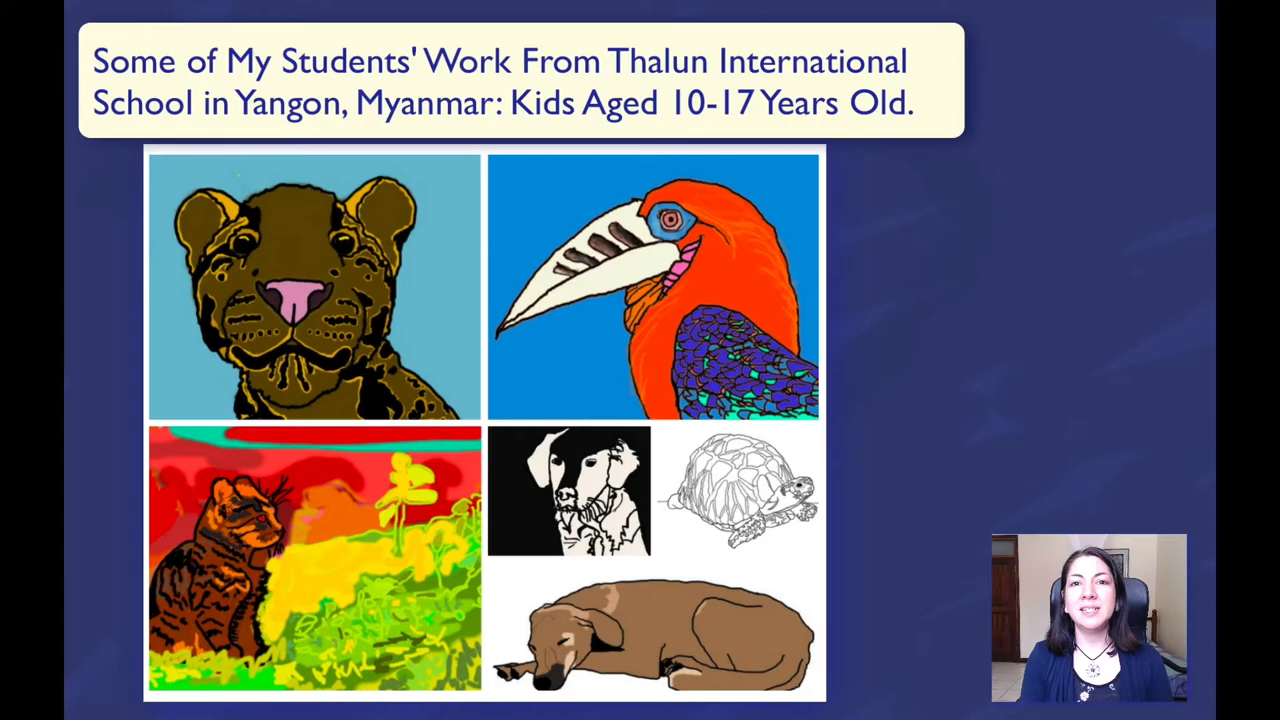 Some of My Students' Work From Thalun International
School in Yangon, Myanmar: Kids Aged 10-17 Years Old.